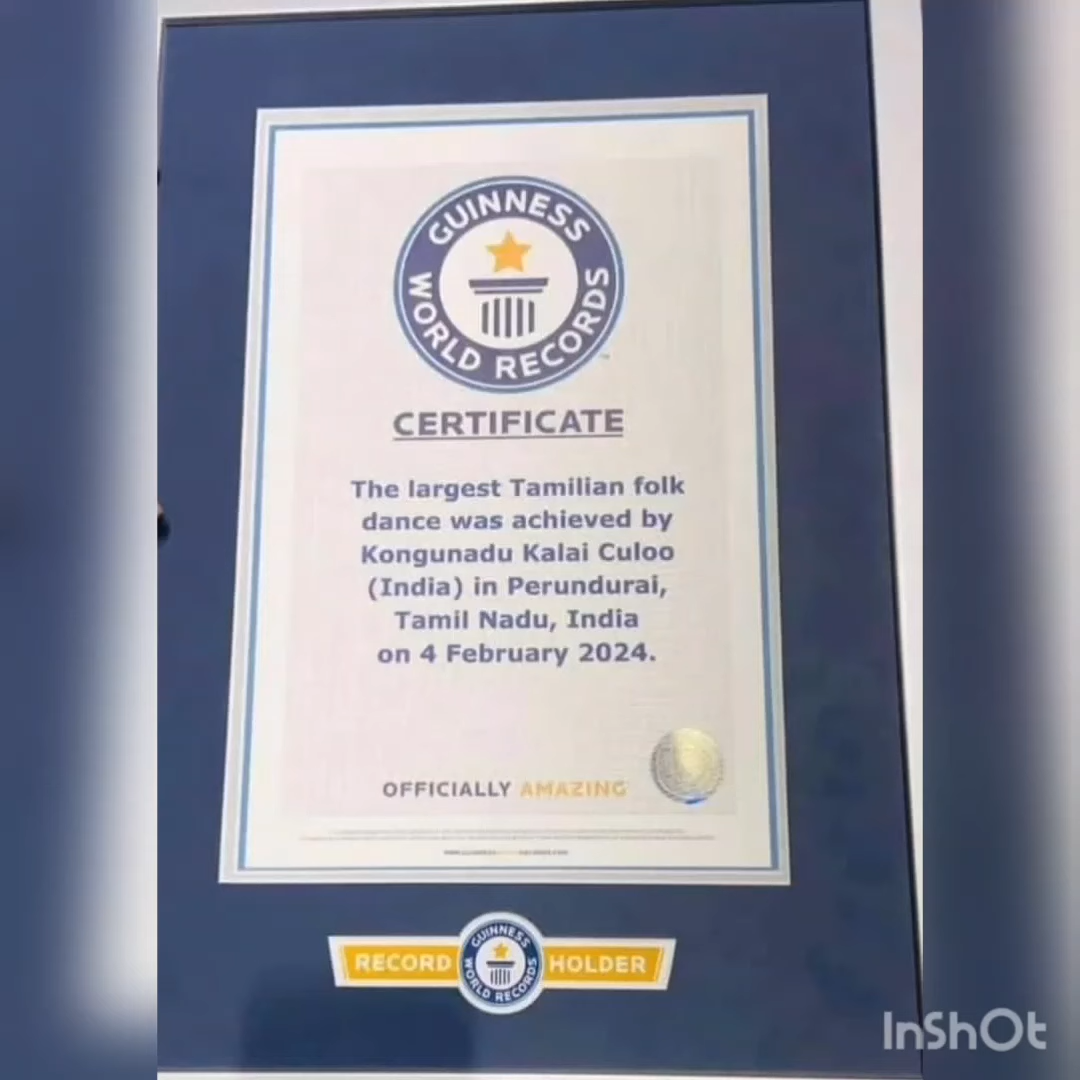 GUINNESS
WORLD RECORDS
™
CERTIFICATE
The largest Tamilian folk
dance was achieved by
Kongunadu Kalai Culoo
(India) in Perundurai,
Tamil Nadu, India
on 4 February 2024.
OFFICIALLY AMAZING
RECORD HOLDER
GUINNESS
WORLD RECORDS
InShOt